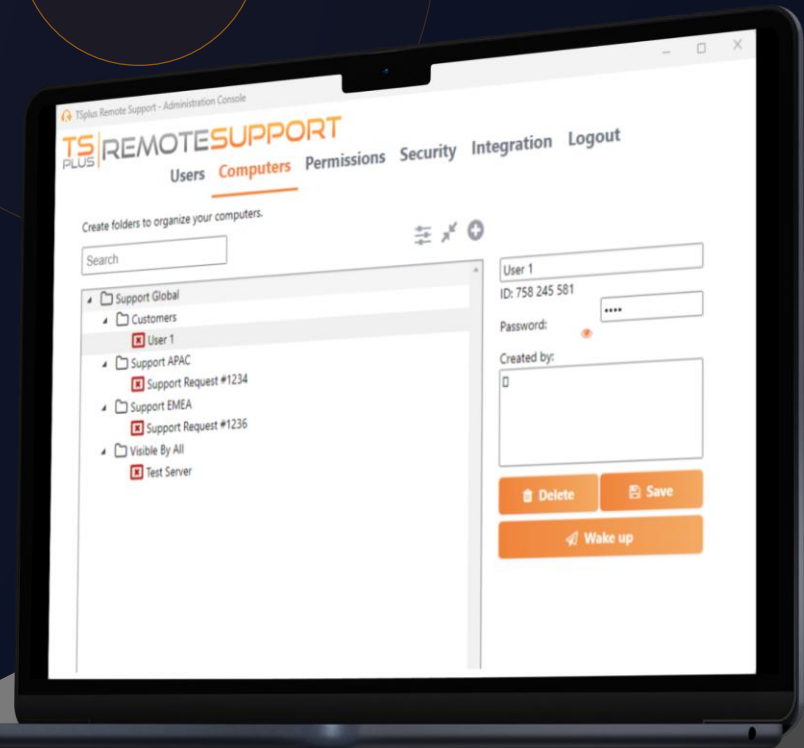 TSplus Remote Support - Administration Console
TS PLUS REMOTESUPPORT
Users Computers Permissions Security Integration Logout
Create folders to organize your computers.
Search
Support Global
Customers
User 1
Support APAC
Support Request #1234
Support EMEA
Support Request #1236
Visible By All
Test Server
User 1
ID: 758 245 581
Password: ••••
Created by:
Delete Save
Wake up